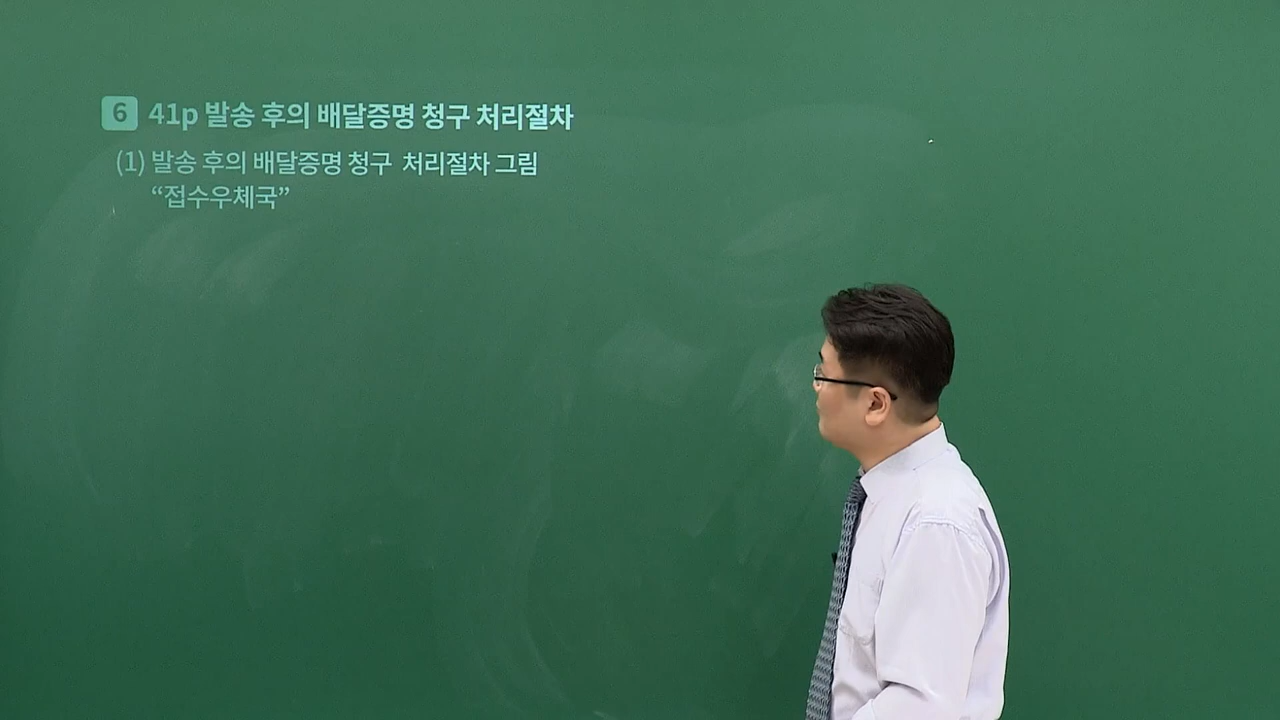 6 41p 발송 후의 배달증명 청구 처리절차
(1) 발송 후의 배달증명 청구 처리절차 그림
“접수우체국”